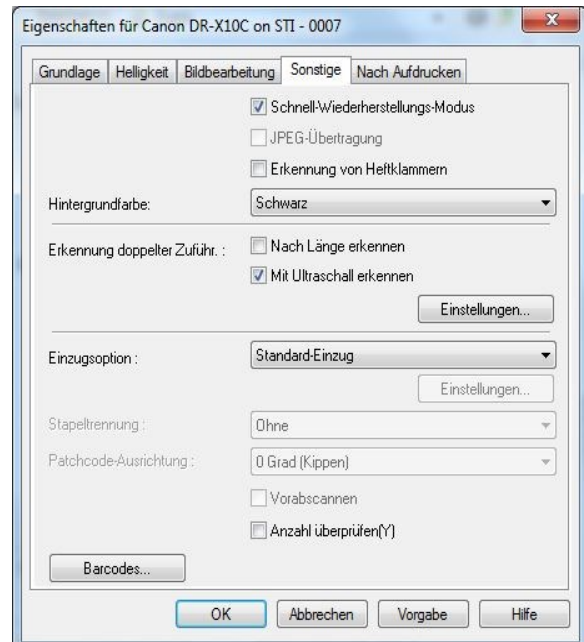 Eigenschaften für Canon DR-X10C on STI - 0007
Grundlage Helligkeit Bildbearbeitung Sonstige Nach Aufdrucken
Schnell-Wiederherstellungs-Modus
JPEG-Übertragung
Erkennung von Heftklammern
Hintergrundfarbe: Schwarz
Erkennung doppelter Zuführ. : Nach Länge erkennen
Mit Ultraschall erkennen
Einstellungen...
Einzugsoption : Standard-Einzug
Einstellungen...
Stapeltrennung : Ohne
Patchcode-Ausrichtung : 0 Grad (Kippen)
Vorabscannen
Anzahl überprüfen(Y)
Barcodes...
OK Abbrechen Vorgabe Hilfe